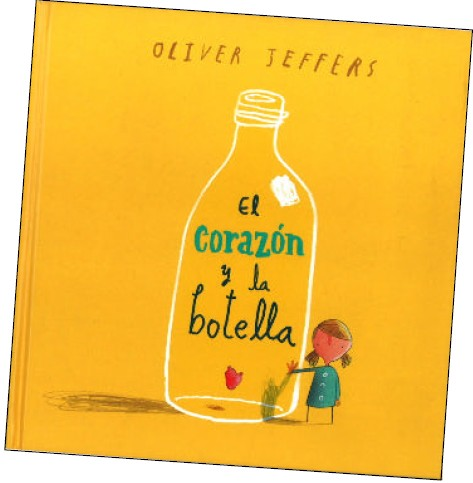 OLIVER JEFFERS
El
corazón
y la
botella